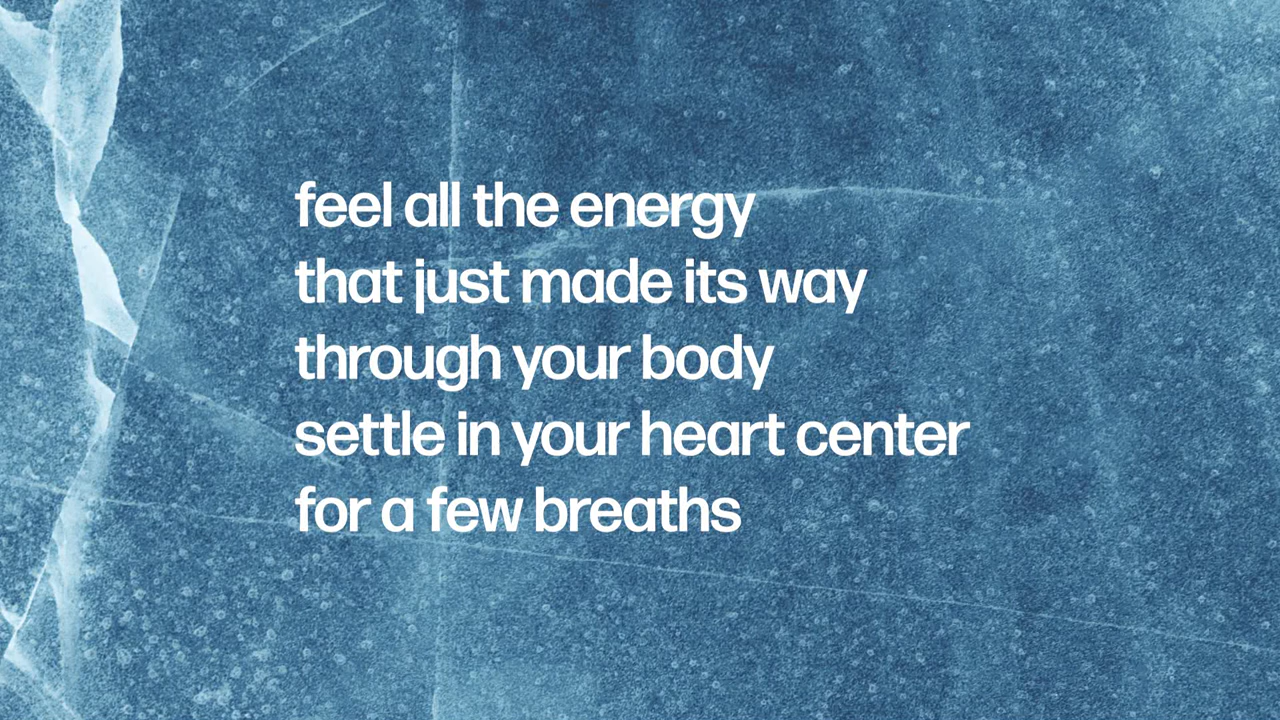 feel all the energy
that just made its way
through your body
settle in your heart center
for a few breaths